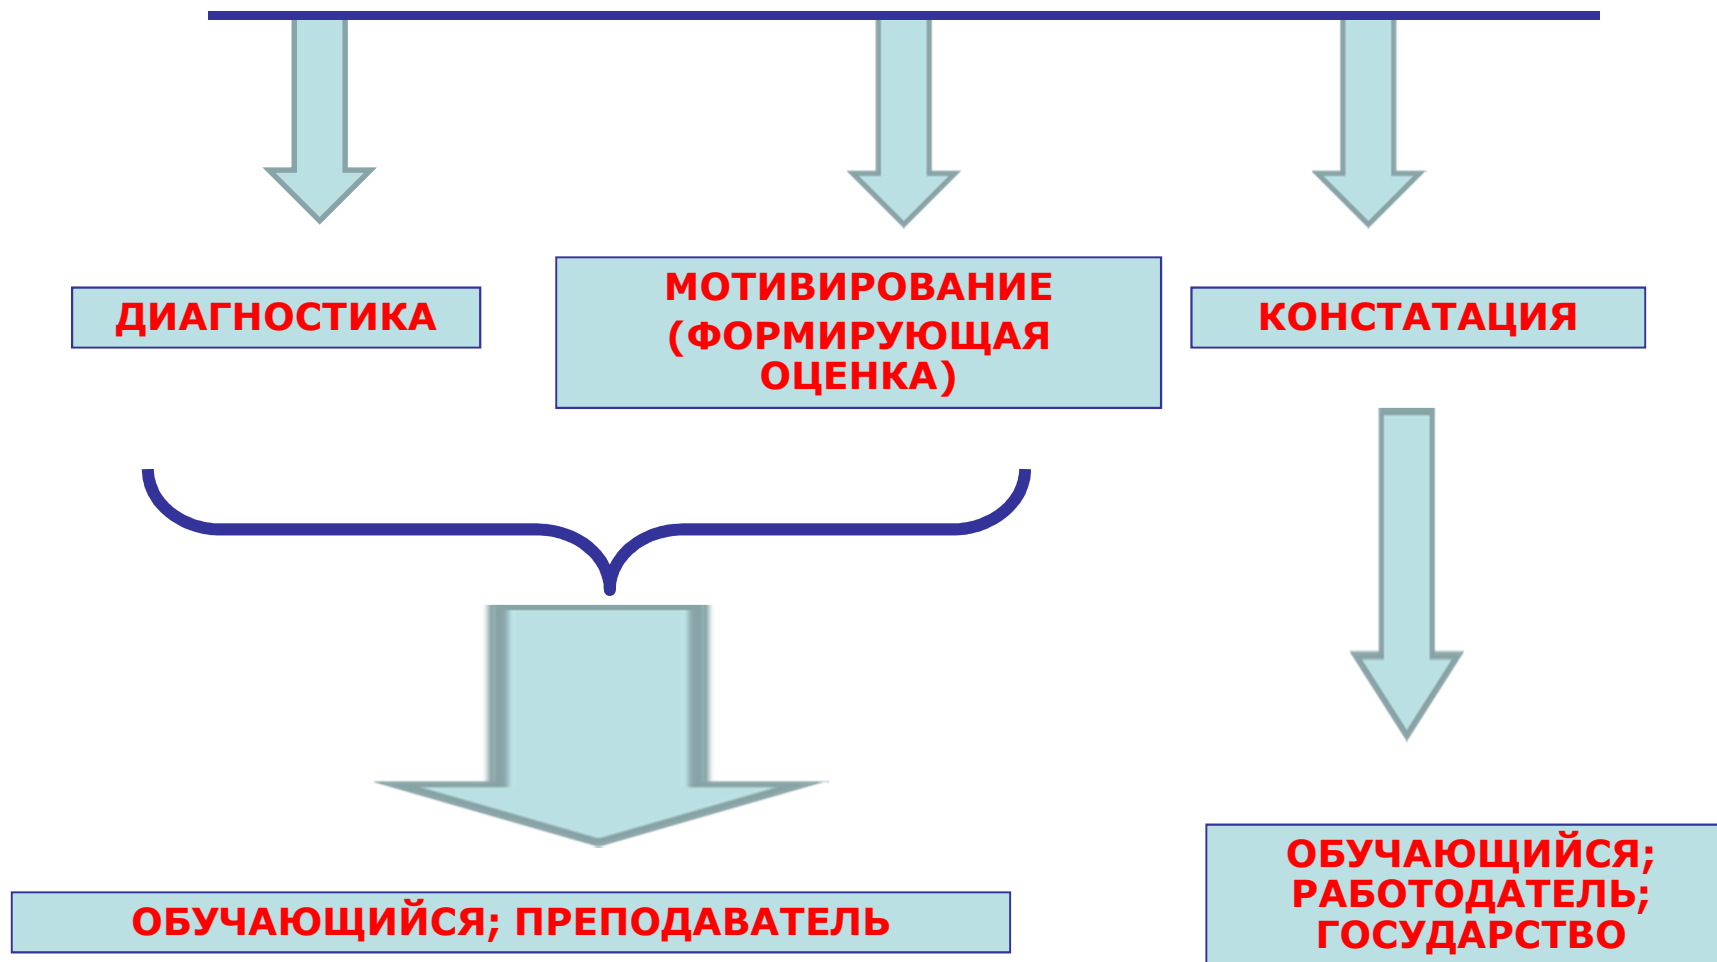 ДИАГНОСТИКА
МОТИВИРОВАНИЕ
(ФОРМИРУЮЩАЯ
ОЦЕНКА)
КОНСТАТАЦИЯ
ОБУЧАЮЩИЙСЯ; ПРЕПОДАВАТЕЛЬ
ОБУЧАЮЩИЙСЯ;
РАБОТОДАТЕЛЬ;
ГОСУДАРСТВО